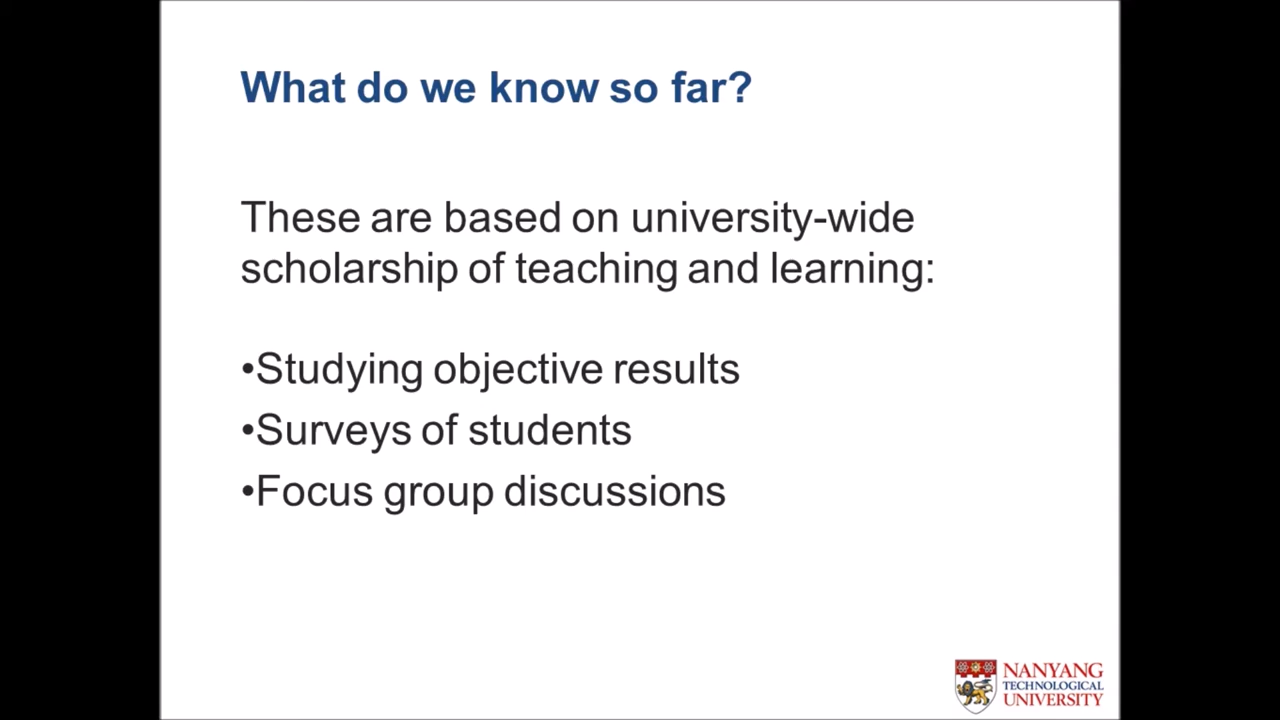 What do we know so far?
These are based on university-wide
scholarship of teaching and learning:
•Studying objective results
•Surveys of students
•Focus group discussions
NANYANG
TECHNOLOGICAL
UNIVERSITY